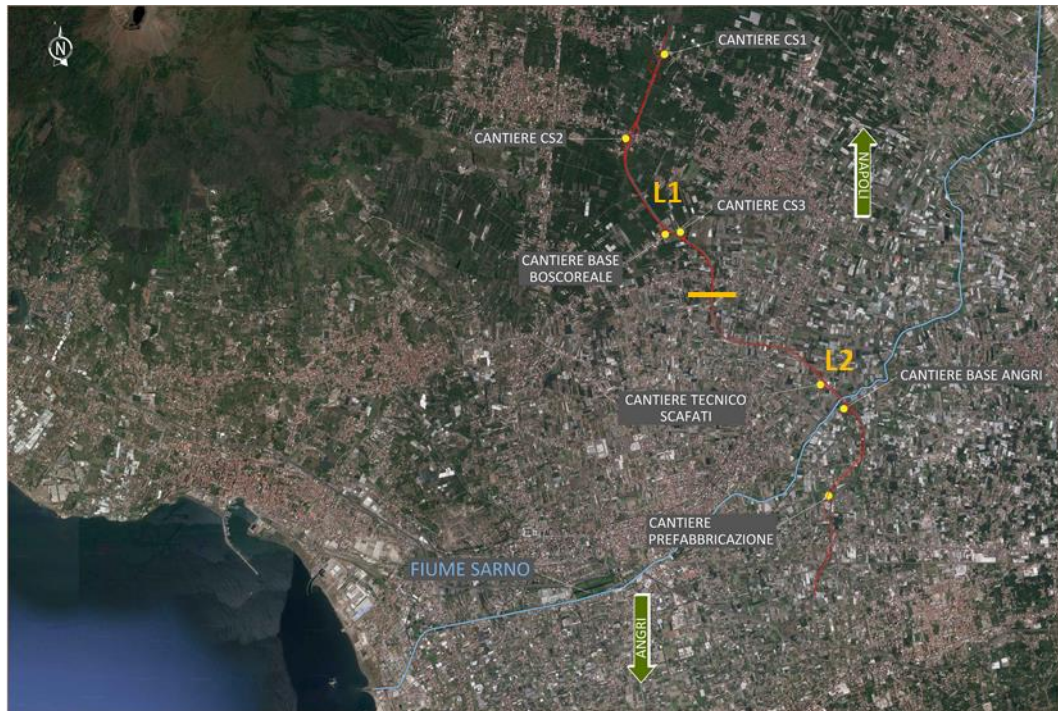 N
CANTIERE CS1
CANTIERE CS2
NAPOLI
L1
CANTIERE CS3
CANTIERE BASE
BOSCOREALE
L2
CANTIERE BASE ANGRI
CANTIERE TECNICO
SCAFATI
CANTIERE
PREFABBRICAZIONE
FIUME SARNO
ANGRI